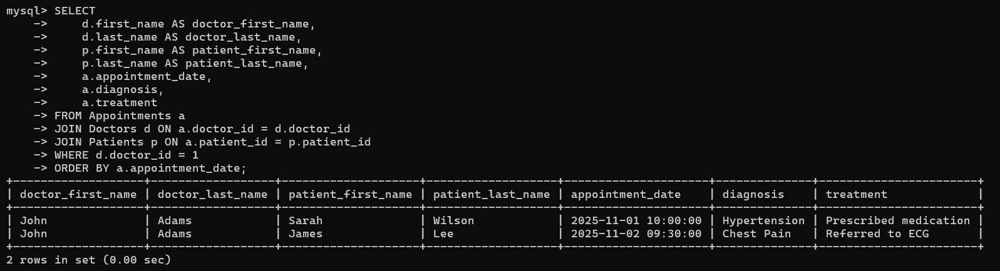 mysql> SELECT
    ->     d.first_name AS doctor_first_name,
    ->     d.last_name AS doctor_last_name,
    ->     p.first_name AS patient_first_name,
    ->     p.last_name AS patient_last_name,
    ->     a.appointment_date,
    ->     a.diagnosis,
    ->     a.treatment
    -> FROM Appointments a
    -> JOIN Doctors d ON a.doctor_id = d.doctor_id
    -> JOIN Patients p ON a.patient_id = p.patient_id
    -> WHERE d.doctor_id = 1
    -> ORDER BY a.appointment_date;
+-------------------+------------------+--------------------+-------------------+---------------------+--------------+-----------------------+
| doctor_first_name | doctor_last_name | patient_first_name | patient_last_name | appointment_date    | diagnosis    | treatment             |
+-------------------+------------------+--------------------+-------------------+---------------------+--------------+-----------------------+
| John              | Adams            | Sarah              | Wilson            | 2025-11-01 10:00:00 | Hypertension | Prescribed medication |
| John              | Adams            | James              | Lee               | 2025-11-02 09:30:00 | Chest Pain   | Referred to ECG       |
+-------------------+------------------+--------------------+-------------------+---------------------+--------------+-----------------------+
2 rows in set (0.00 sec)